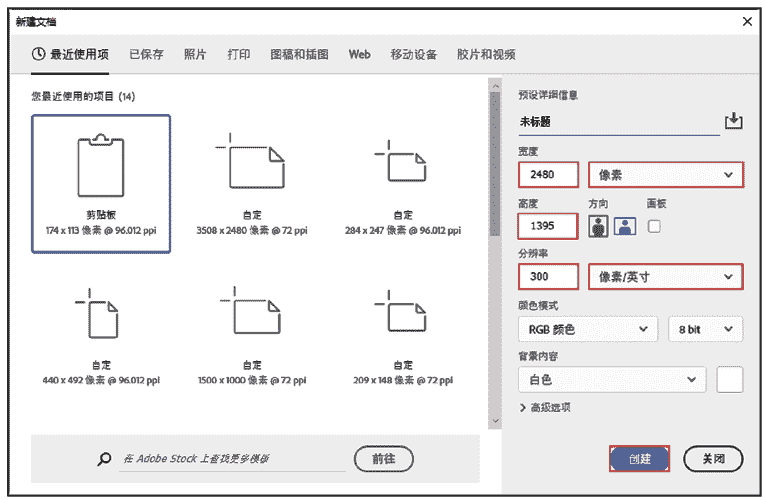 新建文档
最近使用项 已保存 照片 打印 图稿和插图 Web 移动设备 胶片和视频
您最近使用的项目 (14)
剪贴板
174 x 113 像素 @ 96.012 ppi
自定
3508 x 2480 像素 @ 72 ppi
自定
284 x 247 像素 @ 96.012 ppi
自定
440 x 492 像素 @ 96.012 ppi
自定
1500 x 1000 像素 @ 72 ppi
自定
209 x 148 像素 @ 72 ppi
在 Adobe Stock 上查找更多模板
前往
预设详细信息
未标题
宽度
2480 像素
高度 方向 画板
1395
分辨率
300 像素/英寸
颜色模式
RGB 颜色 8 bit
背景内容
白色
高级选项
创建 关闭